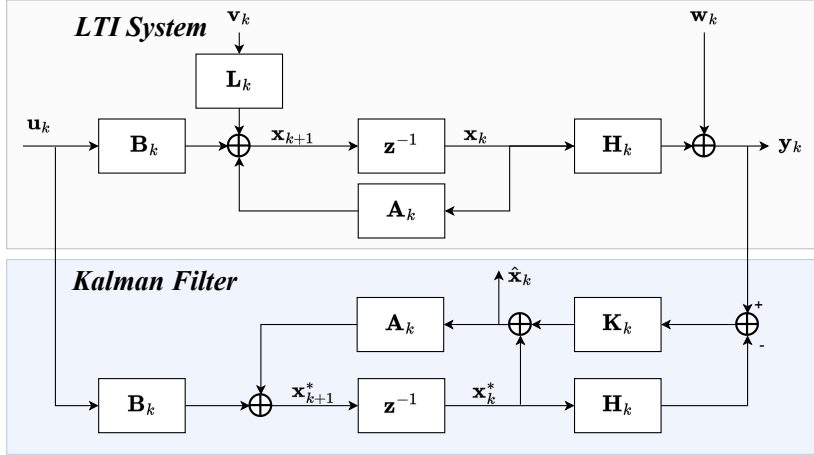 LTI System
v_k
w_k
L_k
u_k
B_k
x_{k+1}
z^{-1}
x_k
H_k
y_k
A_k
Kalman Filter
x̂_k
+
A_k
K_k
-
B_k
x^*_{k+1}
z^{-1}
x^*_k
H_k